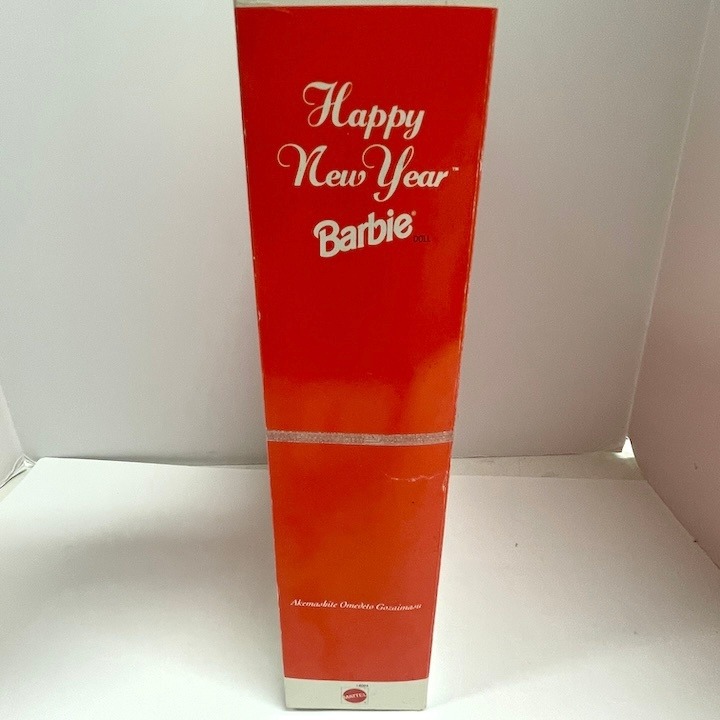 Happy
New Year™
Barbie®
DOLL
Akemashite Omedeto Gozaimasu
MATTEL